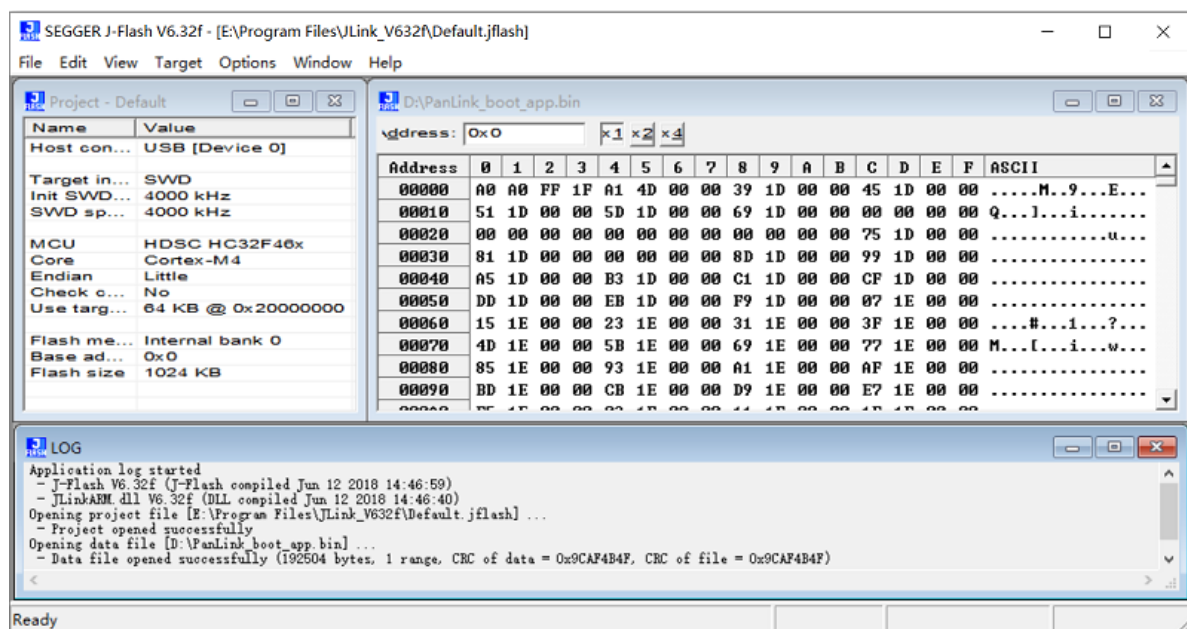 SEGGER J-Flash V6.32f - [E:\Program Files\JLink_V632f\Default.jflash]
File Edit View Target Options Window Help
Project - Default
Name Value
Host con... USB [Device 0]
Target in... SWD
Init SWD... 4000 kHz
SWD sp... 4000 kHz
MCU HDSC HC32F46x
Core Cortex-M4
Endian Little
Check c... No
Use targ... 64 KB @ 0x20000000
Flash me... Internal bank 0
Base ad... 0x0
Flash size 1024 KB
D:\PanLink_boot_app.bin
ddress: 0x0 x1 x2 x4
Address 0 1 2 3 4 5 6 7 8 9 A B C D E F ASCII
00000 A0 A0 FF 1F A1 4D 00 00 39 1D 00 00 45 1D 00 00 .....M..9...E...
00010 51 1D 00 00 5D 1D 00 00 69 1D 00 00 00 00 00 00 Q...]...i.......
00020 00 00 00 00 00 00 00 00 00 00 00 00 75 1D 00 00 ............u...
00030 81 1D 00 00 00 00 00 00 8D 1D 00 00 99 1D 00 00 ................
00040 A5 1D 00 00 B3 1D 00 00 C1 1D 00 00 CF 1D 00 00 ................
00050 DD 1D 00 00 EB 1D 00 00 F9 1D 00 00 07 1E 00 00 ................
00060 15 1E 00 00 23 1E 00 00 31 1E 00 00 3F 1E 00 00 ....#...1...?...
00070 4D 1E 00 00 5B 1E 00 00 69 1E 00 00 77 1E 00 00 M...[...i...w...
00080 85 1E 00 00 93 1E 00 00 A1 1E 00 00 AF 1E 00 00 ................
00090 BD 1E 00 00 CB 1E 00 00 D9 1E 00 00 E7 1E 00 00 ................
LOG
Application log started
- J-Flash V6.32f (J-Flash compiled Jun 12 2018 14:46:59)
- JLinkARM.dll V6.32f (DLL compiled Jun 12 2018 14:46:40)
Opening project file [E:\Program Files\JLink_V632f\Default.jflash] ...
- Project opened successfully
Opening data file [D:\PanLink_boot_app.bin] ...
- Data file opened successfully (192504 bytes, 1 range, CRC of data = 0x9CAF4B4F, CRC of file = 0x9CAF4B4F)
Ready